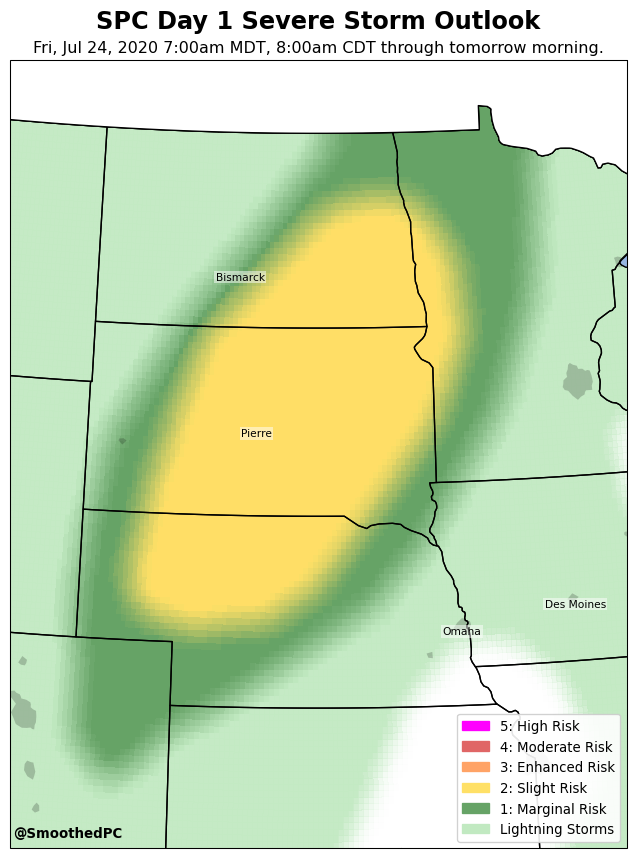 SPC Day 1 Severe Storm Outlook
Fri, Jul 24, 2020 7:00am MDT, 8:00am CDT through tomorrow morning.
Bismarck
Pierre
Des Moines
Omaha
5: High Risk
4: Moderate Risk
3: Enhanced Risk
2: Slight Risk
1: Marginal Risk
Lightning Storms
@SmoothedPC